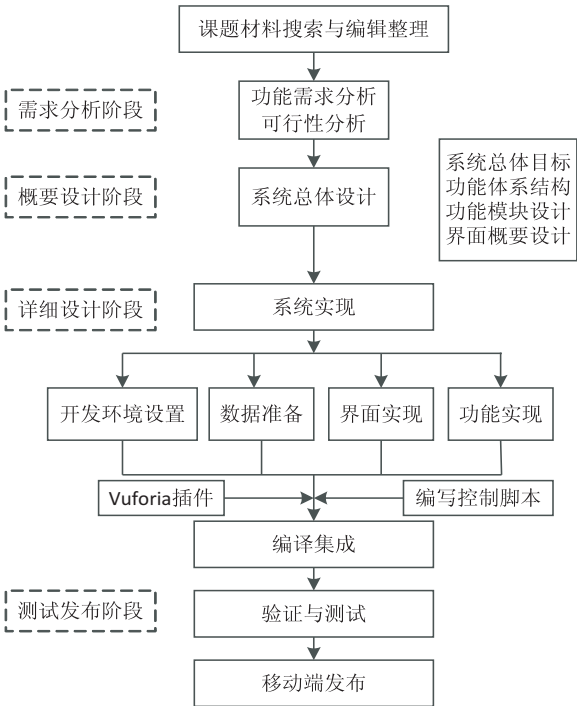 课题材料搜索与编辑整理
需求分析阶段
功能需求分析
可行性分析
概要设计阶段
系统总体设计
系统总体目标
功能体系结构
功能模块设计
界面概要设计
详细设计阶段
系统实现
开发环境设置
数据准备
界面实现
功能实现
Vuforia插件
编写控制脚本
编译集成
测试发布阶段
验证与测试
移动端发布